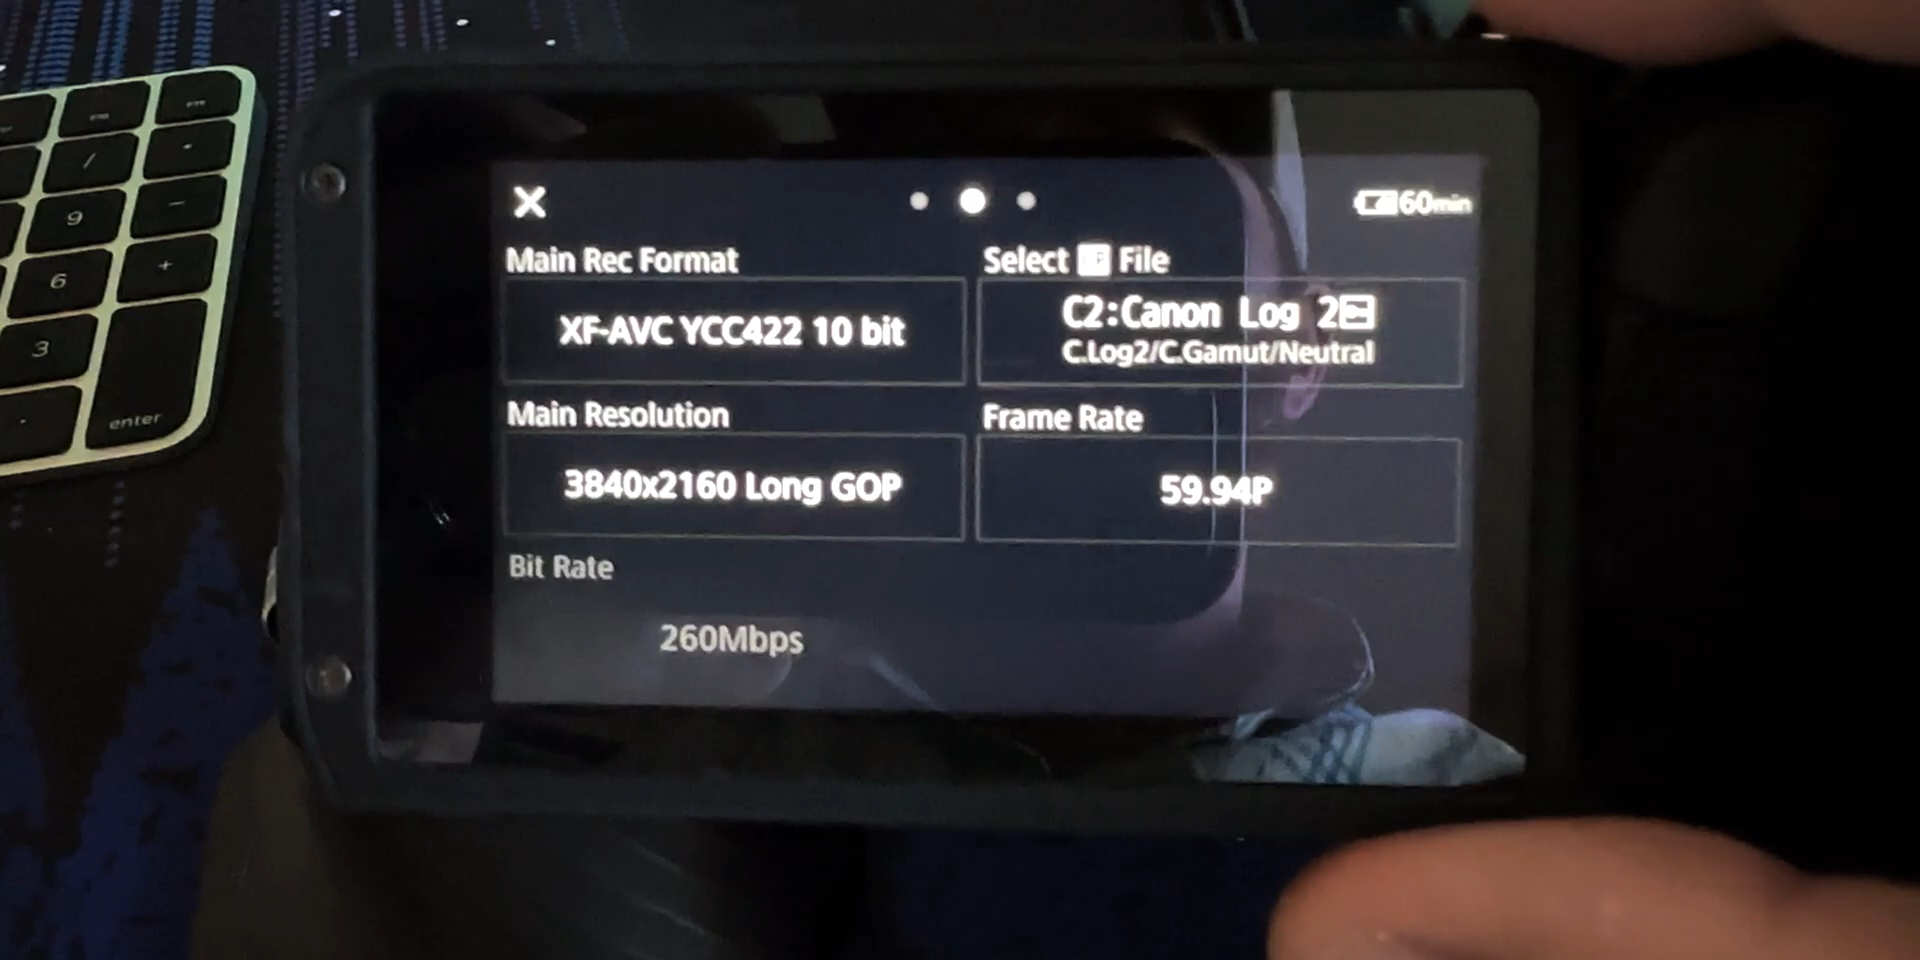 60min
Main Rec Format
Select File
XF-AVC YCC422 10 bit
C2:Canon Log 2
C.Log2/C.Gamut/Neutral
Main Resolution
Frame Rate
3840x2160 Long GOP
59.94P
Bit Rate
260Mbps
/
9
-
6
+
3
enter